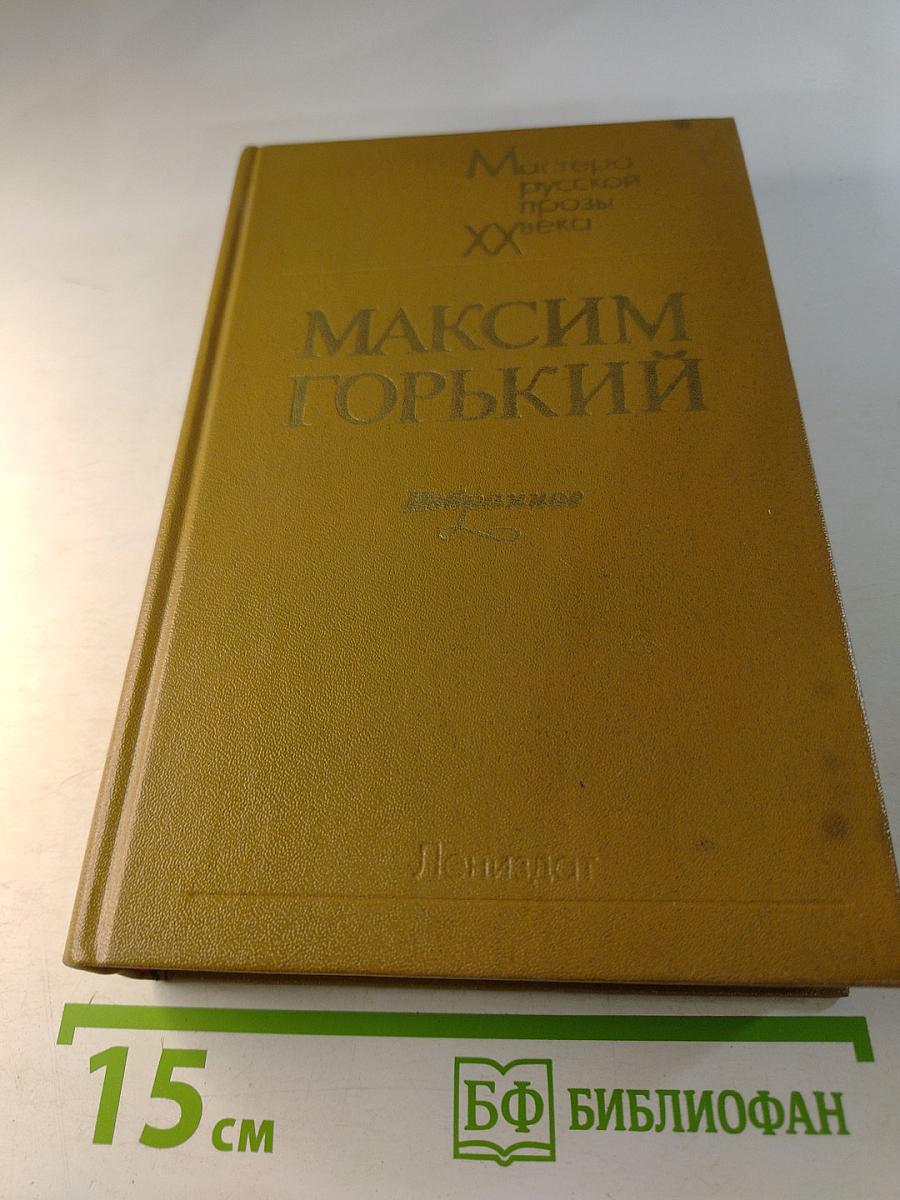 Мастера
русской
прозы
XX века
МАКСИМ
ГОРЬКИЙ
Избранное
Лениздат
15 см
БФ БИБЛИОФАН